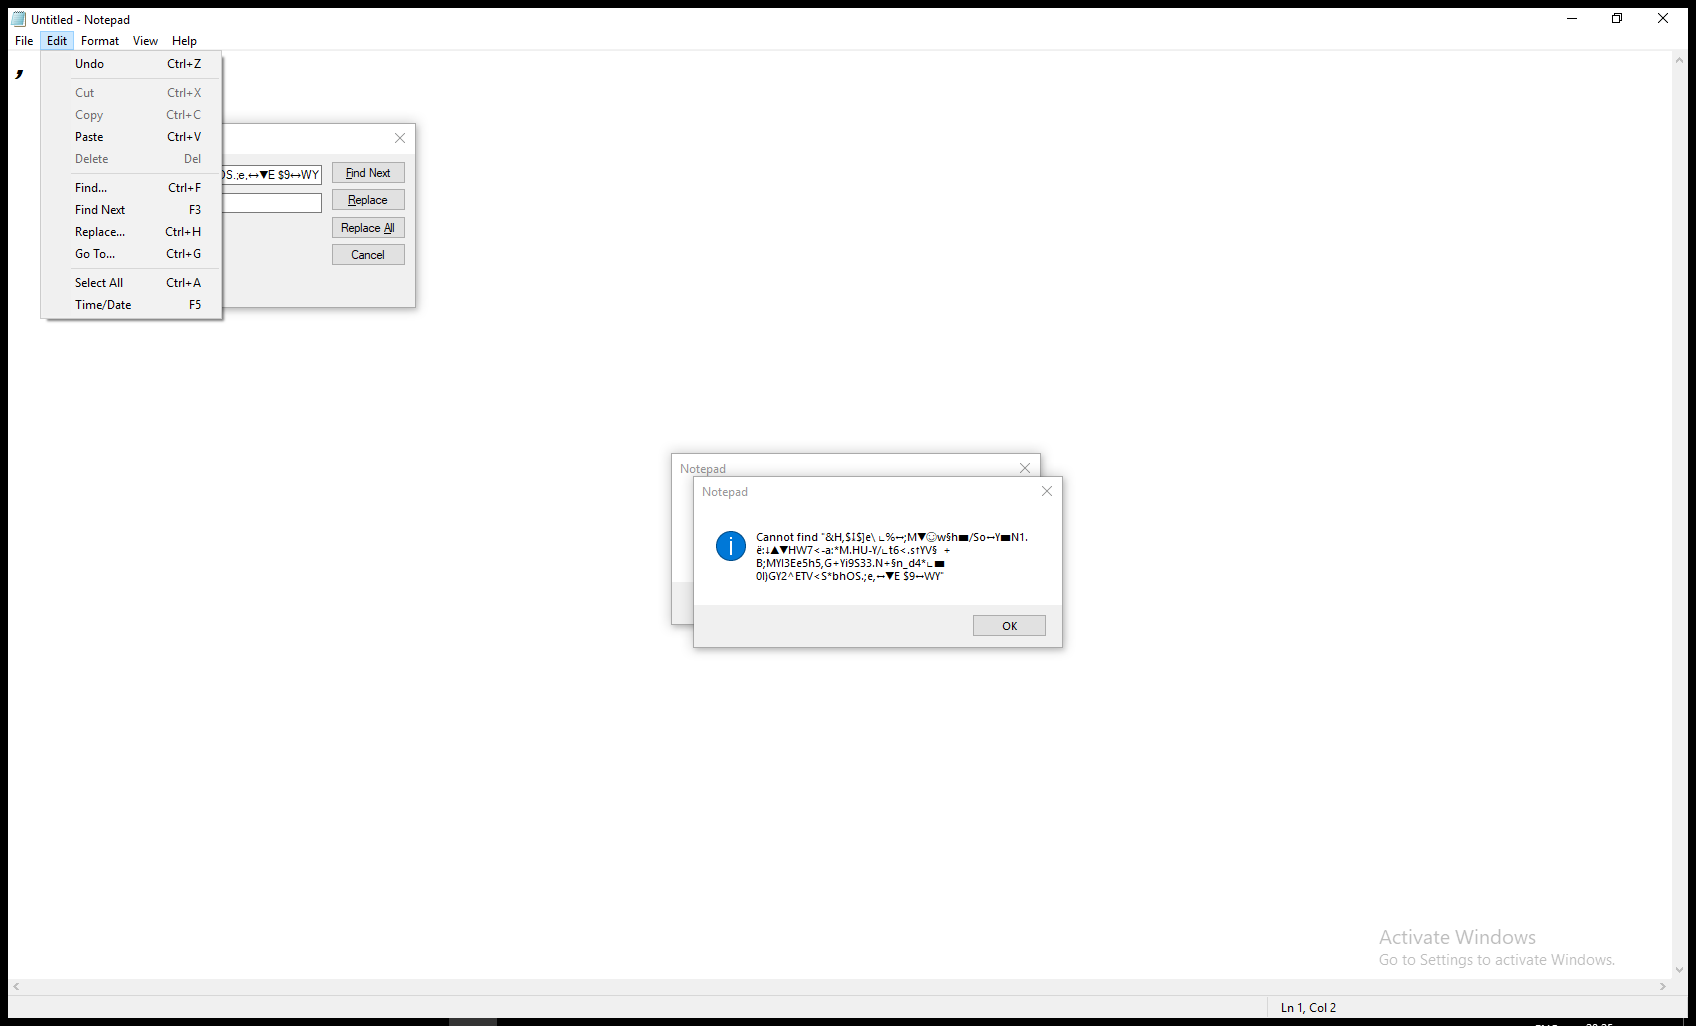 Untitled - Notepad
File Edit Format View Help
,
Undo Ctrl+Z
Cut Ctrl+X
Copy Ctrl+C
Paste Ctrl+V
Delete Del
Find... Ctrl+F
Find Next F3
Replace... Ctrl+H
Go To... Ctrl+G
Select All Ctrl+A
Time/Date F5
S.;e,↔▼E $9↔WY
Find Next
Replace
Replace All
Cancel
Notepad
Notepad
Cannot find "&H,$I$]e\∟%↔;M▼☺w§h■/So↔Y■N1.
ë:↓▲▼HW7<-a:*M.HU-Y/∟t6<.s↑YV§ +
B;MYI3Ee5h5,G+Yi9S33.N+§n_d4*∟■
0l)GY2^ETV<S*bhOS.;e,↔▼E $9↔WY"
OK
Activate Windows
Go to Settings to activate Windows.
Ln 1, Col 2